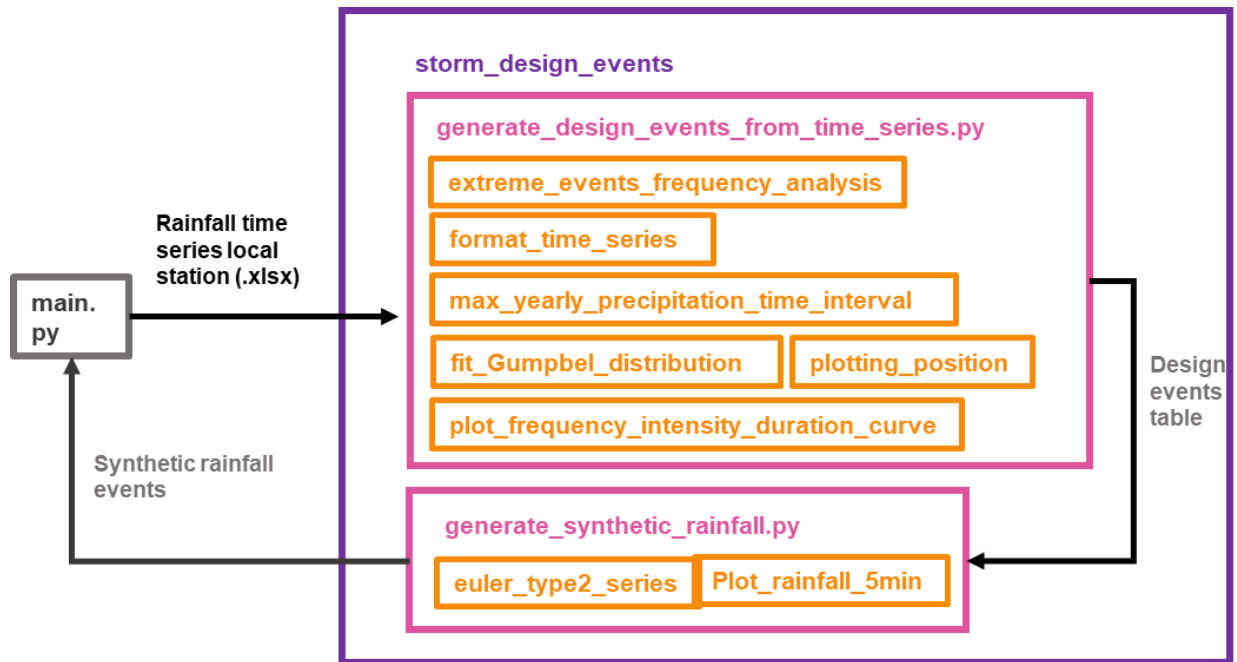 storm_design_events
generate_design_events_from_time_series.py
extreme_events_frequency_analysis
format_time_series
max_yearly_precipitation_time_interval
fit_Gumpbel_distribution
plotting_position
plot_frequency_intensity_duration_curve
Rainfall time
series local
station (.xlsx)
main.
py
Design
events
table
Synthetic rainfall
events
generate_synthetic_rainfall.py
euler_type2_series
Plot_rainfall_5min